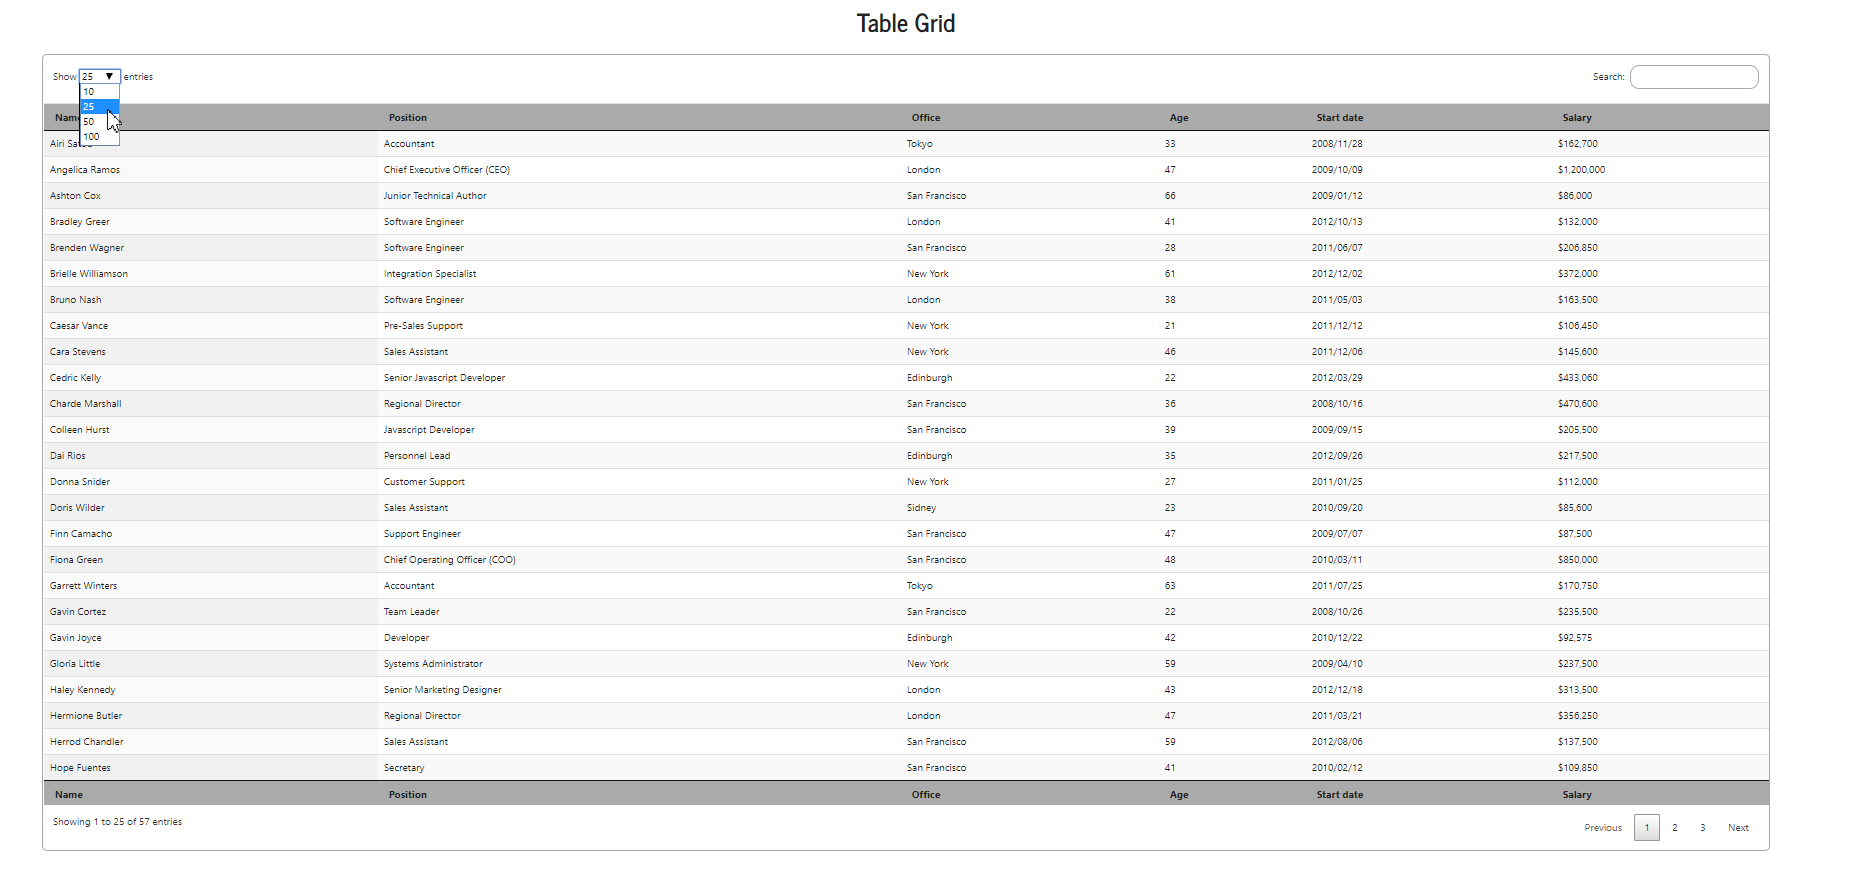 Table Grid
Show 25 entries Search:
10
25
50
100
Name Position Office Age Start date Salary
Airi Accountant Tokyo 33 2008/11/28 $162,700
Angelica Ramos Chief Executive Officer (CEO) London 47 2009/10/09 $1,200,000
Ashton Cox Junior Technical Author San Francisco 66 2009/01/12 $86,000
Bradley Greer Software Engineer London 41 2012/10/13 $132,000
Brenden Wagner Software Engineer San Francisco 28 2011/06/07 $206,850
Brielle Williamson Integration Specialist New York 61 2012/12/02 $372,000
Bruno Nash Software Engineer London 38 2011/05/03 $163,500
Caesar Vance Pre-Sales Support New York 21 2011/12/12 $106,450
Cara Stevens Sales Assistant New York 46 2011/12/06 $145,600
Cedric Kelly Senior Javascript Developer Edinburgh 22 2012/03/29 $433,060
Charde Marshall Regional Director San Francisco 36 2008/10/16 $470,600
Colleen Hurst Javascript Developer San Francisco 39 2009/09/15 $205,500
Dai Rios Personnel Lead Edinburgh 35 2012/09/26 $217,500
Donna Snider Customer Support New York 27 2011/01/25 $112,000
Doris Wilder Sales Assistant Sidney 23 2010/09/20 $85,600
Finn Camacho Support Engineer San Francisco 47 2009/07/07 $87,500
Fiona Green Chief Operating Officer (COO) San Francisco 48 2010/03/11 $850,000
Garrett Winters Accountant Tokyo 63 2011/07/25 $170,750
Gavin Cortez Team Leader San Francisco 22 2008/10/26 $235,500
Gavin Joyce Developer Edinburgh 42 2010/12/22 $92,575
Gloria Little Systems Administrator New York 59 2009/04/10 $237,500
Haley Kennedy Senior Marketing Designer London 43 2012/12/18 $313,500
Hermione Butler Regional Director London 47 2011/03/21 $356,250
Herrod Chandler Sales Assistant San Francisco 59 2012/08/06 $137,500
Hope Fuentes Secretary San Francisco 41 2010/02/12 $109,850
Name Position Office Age Start date Salary
Showing 1 to 25 of 57 entries
Previous 1 2 3 Next